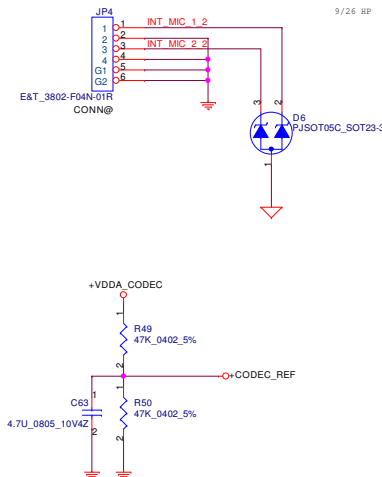 9/26 HP
JP4
1 1 INT_MIC_1_2
2 2
3 3 INT_MIC_2_2
4 4
G1 5
G2 6
E&T_3802-F04N-01R
CONN@
3 2
D6
PJSOT05C_SOT23-3
1
+VDDA_CODEC
1
R49
47K_0402_5%
2
+CODEC_REF
1 1
C63 R50
47K_0402_5%
4.7U_0805_10V4Z
2 2